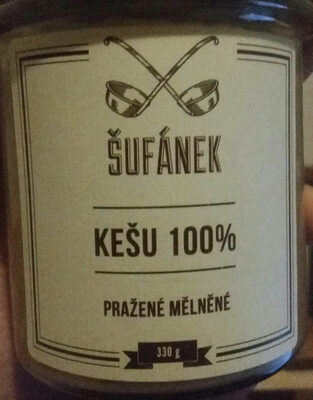 ŠUFÁNEK
KEŠU 100%
PRAŽENÉ MĚLNĚNÉ
330 g